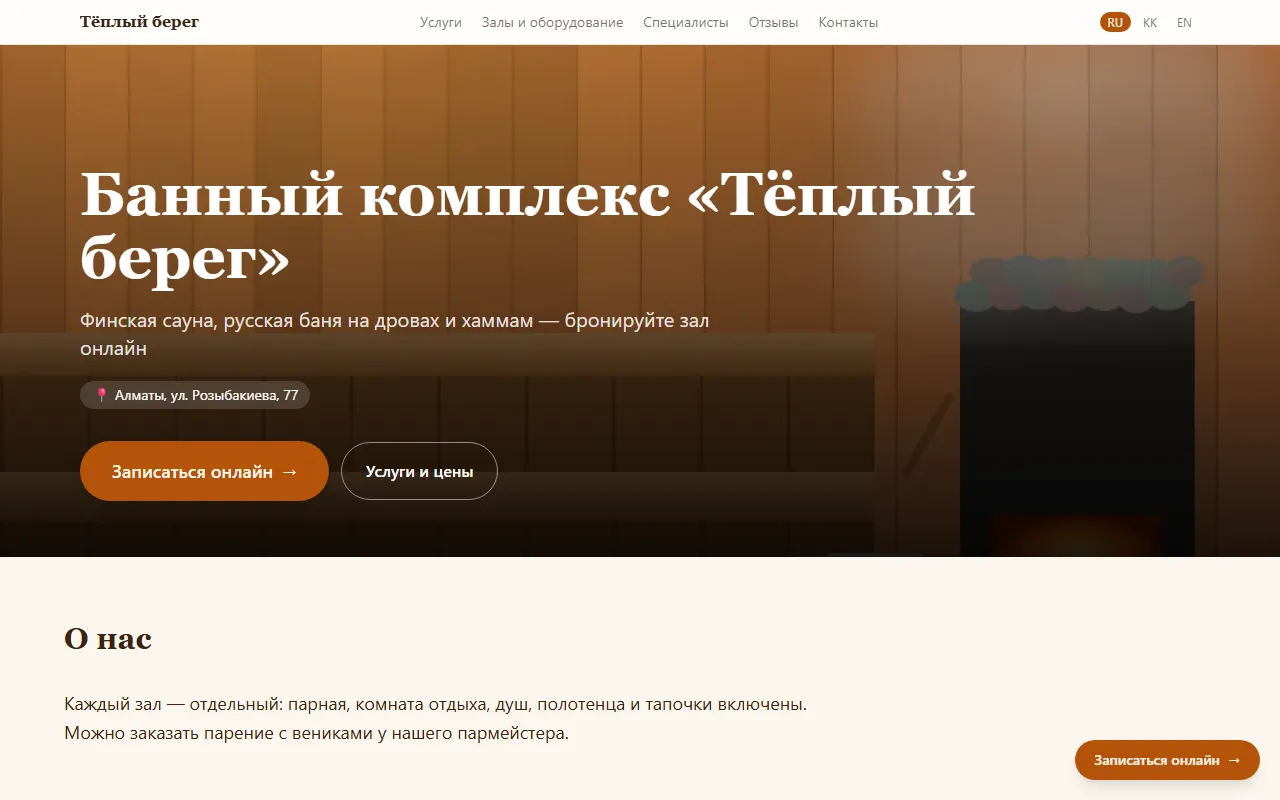 Тёплый берег
Услуги Залы и оборудование Специалисты Отзывы Контакты
RU KK EN
Банный комплекс «Тёплый
берег»
Финская сауна, русская баня на дровах и хаммам — бронируйте зал
онлайн
📍 Алматы, ул. Розыбакиева, 77
Записаться онлайн →
Услуги и цены
О нас
Каждый зал — отдельный: парная, комната отдыха, душ, полотенца и тапочки включены.
Можно заказать парение с вениками у нашего пармейстера.
Записаться онлайн →